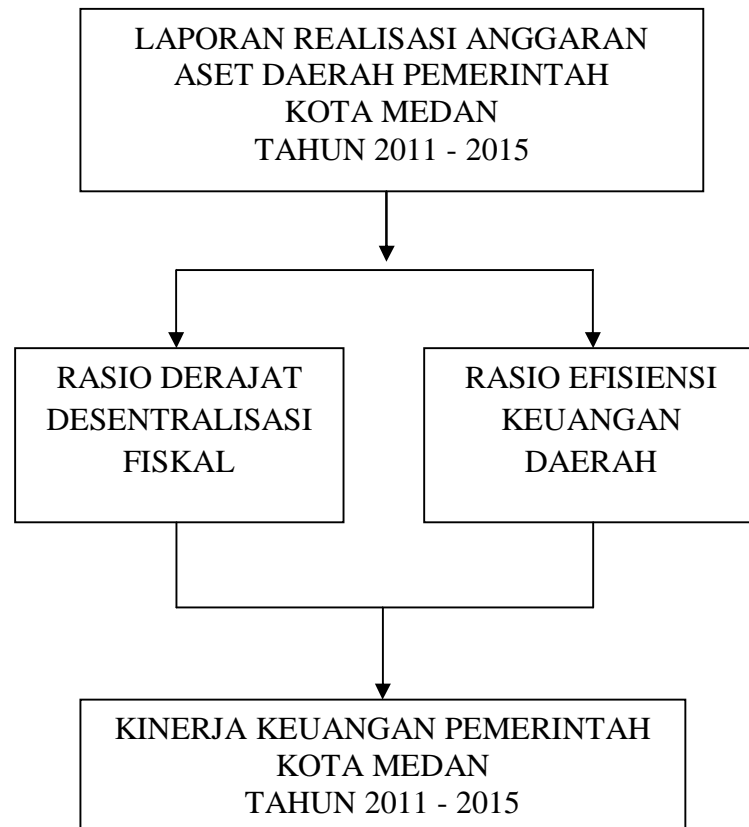 LAPORAN REALISASI ANGGARAN
ASET DAERAH PEMERINTAH
KOTA MEDAN
TAHUN 2011 - 2015
RASIO DERAJAT
DESENTRALISASI
FISKAL
RASIO EFISIENSI
KEUANGAN
DAERAH
KINERJA KEUANGAN PEMERINTAH
KOTA MEDAN
TAHUN 2011 - 2015